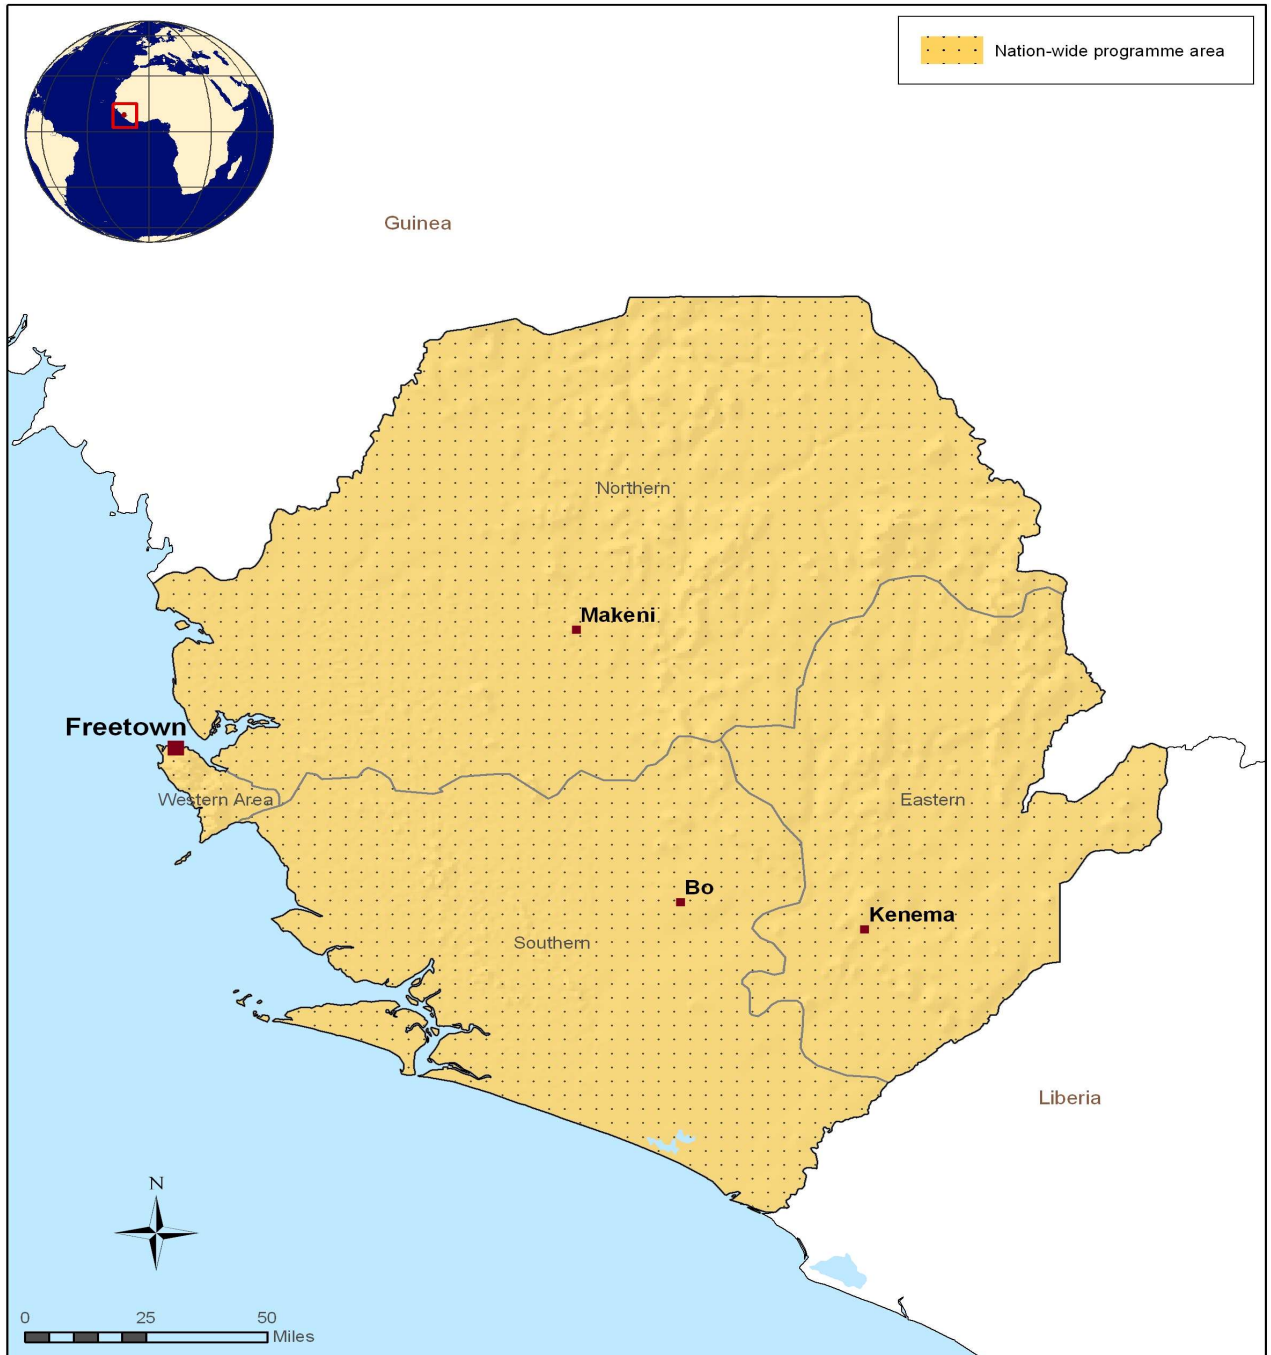 Nation-wide programme area
Guinea
Northern
Makeni
Freetown
Western Area
Eastern
Bo
Kenema
Southern
Liberia
N
0 25 50
Miles